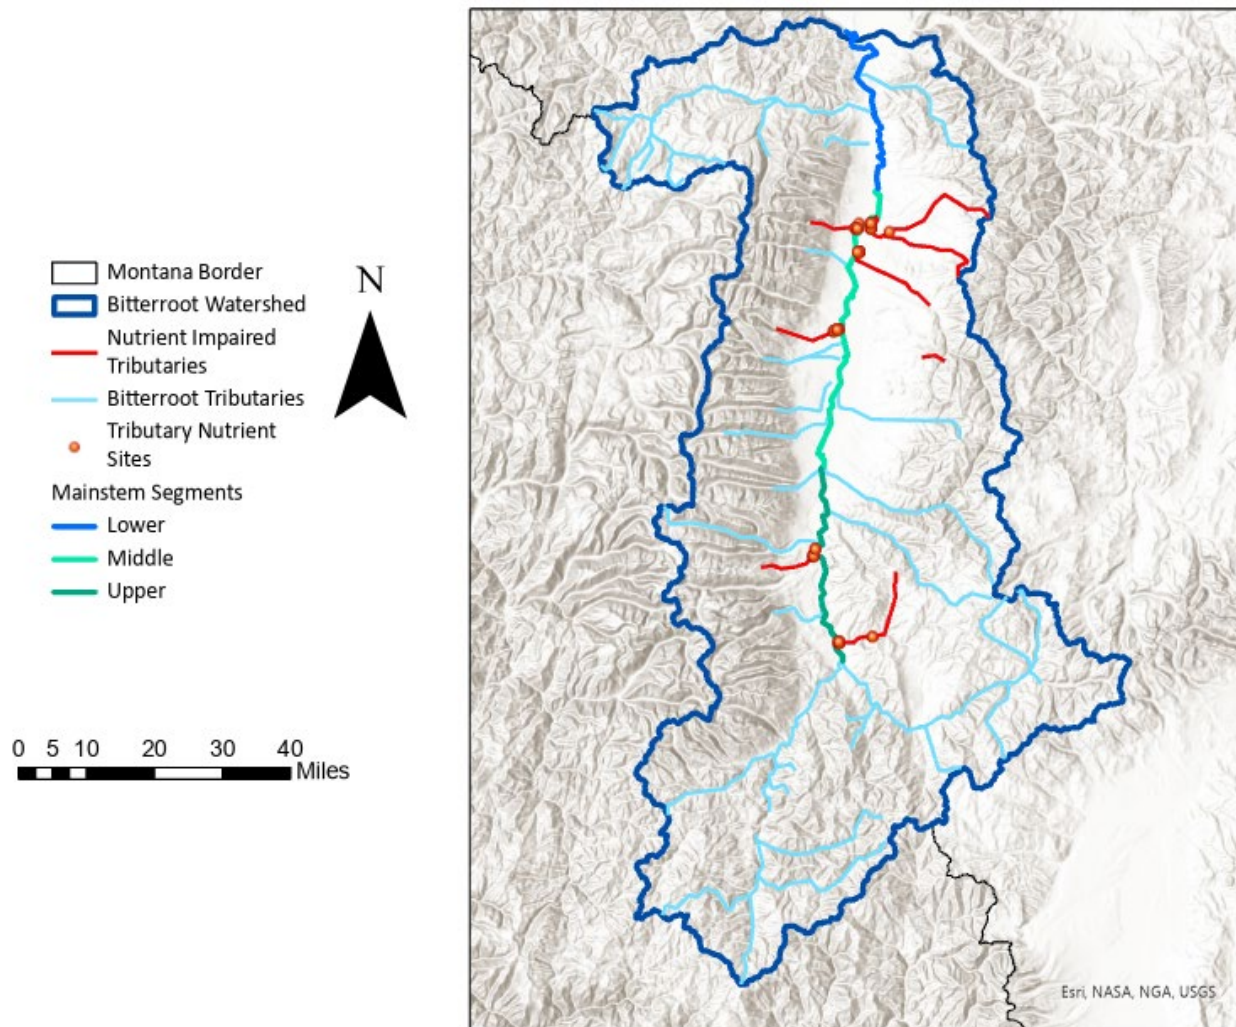 N
Montana Border
Bitterroot Watershed
Nutrient Impaired
Tributaries
Bitterroot Tributaries
Tributary Nutrient
Sites
Mainstem Segments
Lower
Middle
Upper
0 5 10 20 30 40
Miles
Esri, NASA, NGA, USGS